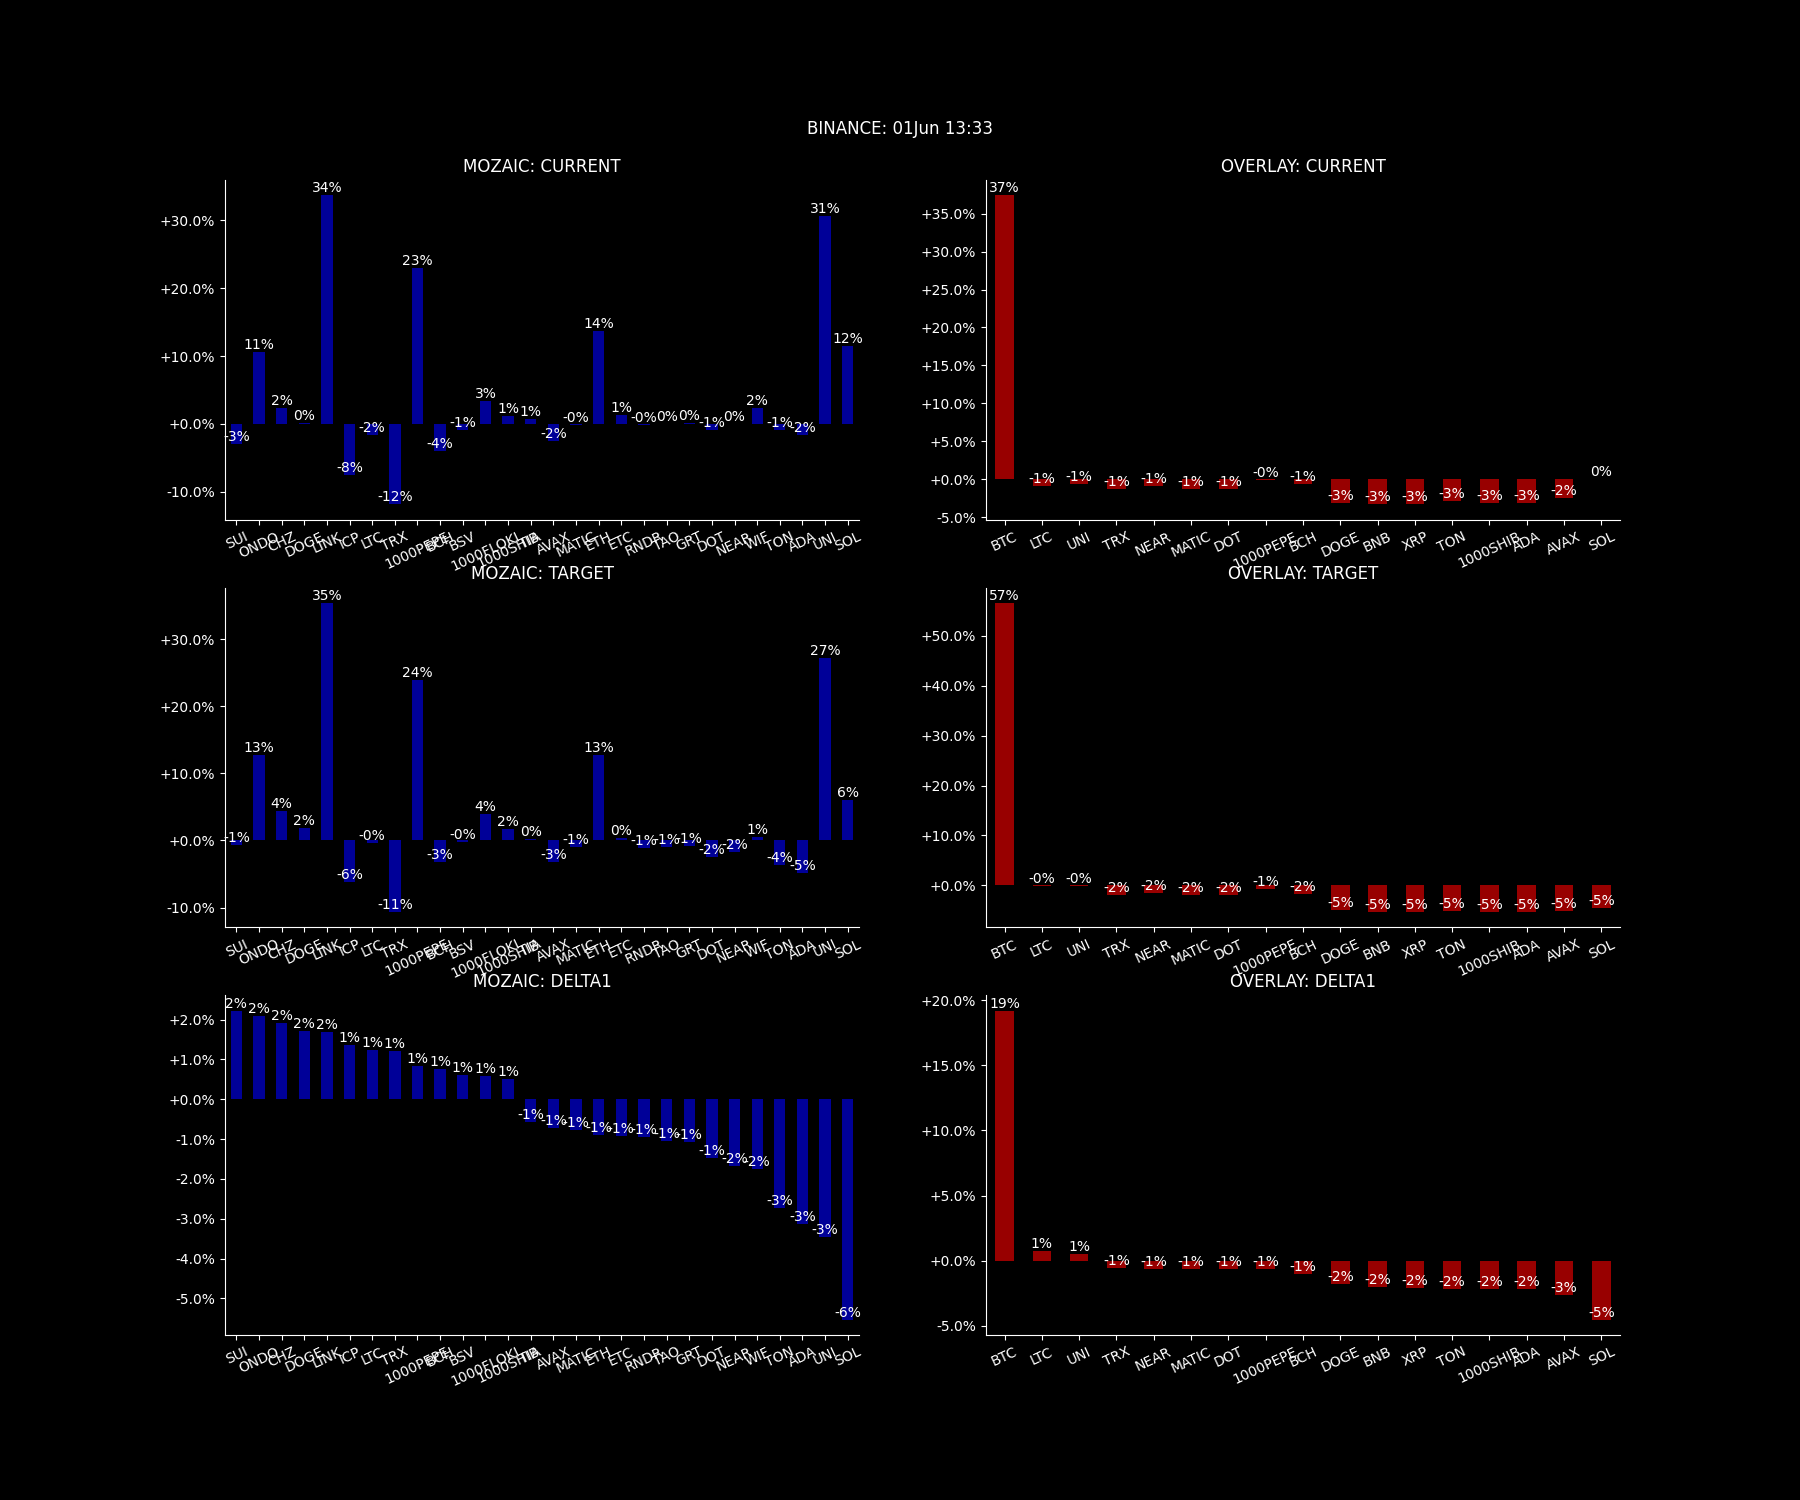 BINANCE: 01Jun 13:33
MOZAIC: CURRENT
+30.0%
+20.0%
+10.0%
+0.0%
-10.0%
-3% 11% 2% 0% 34% -8% -2% -12% 23% -4% -1% 3% 1% 1% -2% -0% 14% 1% -0% 0% 0% -1% 0% 2% -1% -2% 31% 12%
SUI ONDO CHZ DOGE LINK ICP LTC TRX 1000PEPE BCH BSV 1000FLOKI 1000SHIB AVAX MATIC ETH ETC RNDR TAO GRT DOT NEAR WIF TON ADA UNI SOL
OVERLAY: CURRENT
+35.0%
+30.0%
+25.0%
+20.0%
+15.0%
+10.0%
+5.0%
+0.0%
-5.0%
37% -1% -1% -1% -1% -1% -1% -0% -1% -3% -3% -3% -3% -3% -3% -2% 0%
BTC LTC UNI TRX NEAR MATIC DOT 1000PEPE BCH DOGE BNB XRP TON 1000SHIB ADA AVAX SOL
MOZAIC: TARGET
+30.0%
+20.0%
+10.0%
+0.0%
-10.0%
-1% 13% 4% 2% 35% -6% -0% -11% 24% -3% -0% 4% 2% 0% -3% -1% 13% 0% -1% -1% -1% -2% -2% 1% -4% -5% 27% 6%
SUI ONDO CHZ DOGE LINK ICP LTC TRX 1000PEPE BCH BSV 1000FLOKI 1000SHIB AVAX MATIC ETH ETC RNDR TAO GRT DOT NEAR WIF TON ADA UNI SOL
OVERLAY: TARGET
+50.0%
+40.0%
+30.0%
+20.0%
+10.0%
+0.0%
57% -0% -0% -2% -2% -2% -2% -1% -2% -5% -5% -5% -5% -5% -5% -5% -5%
BTC LTC UNI TRX NEAR MATIC DOT 1000PEPE BCH DOGE BNB XRP TON 1000SHIB ADA AVAX SOL
MOZAIC: DELTA1
+2.0%
+1.0%
+0.0%
-1.0%
-2.0%
-3.0%
-4.0%
-5.0%
2% 2% 2% 2% 2% 1% 1% 1% 1% 1% 1% 1% 1% -1% -1% -1% -1% -1% -1% -1% -1% -1% -2% -2% -3% -3% -3% -6%
SUI ONDO CHZ DOGE LINK ICP LTC TRX 1000PEPE BCH BSV 1000FLOKI 1000SHIB AVAX MATIC ETH ETC RNDR TAO GRT DOT NEAR WIF TON ADA UNI SOL
OVERLAY: DELTA1
+20.0%
+15.0%
+10.0%
+5.0%
+0.0%
-5.0%
19% 1% 1% -1% -1% -1% -1% -1% -1% -2% -2% -2% -2% -2% -2% -3% -5%
BTC LTC UNI TRX NEAR MATIC DOT 1000PEPE BCH DOGE BNB XRP TON 1000SHIB ADA AVAX SOL